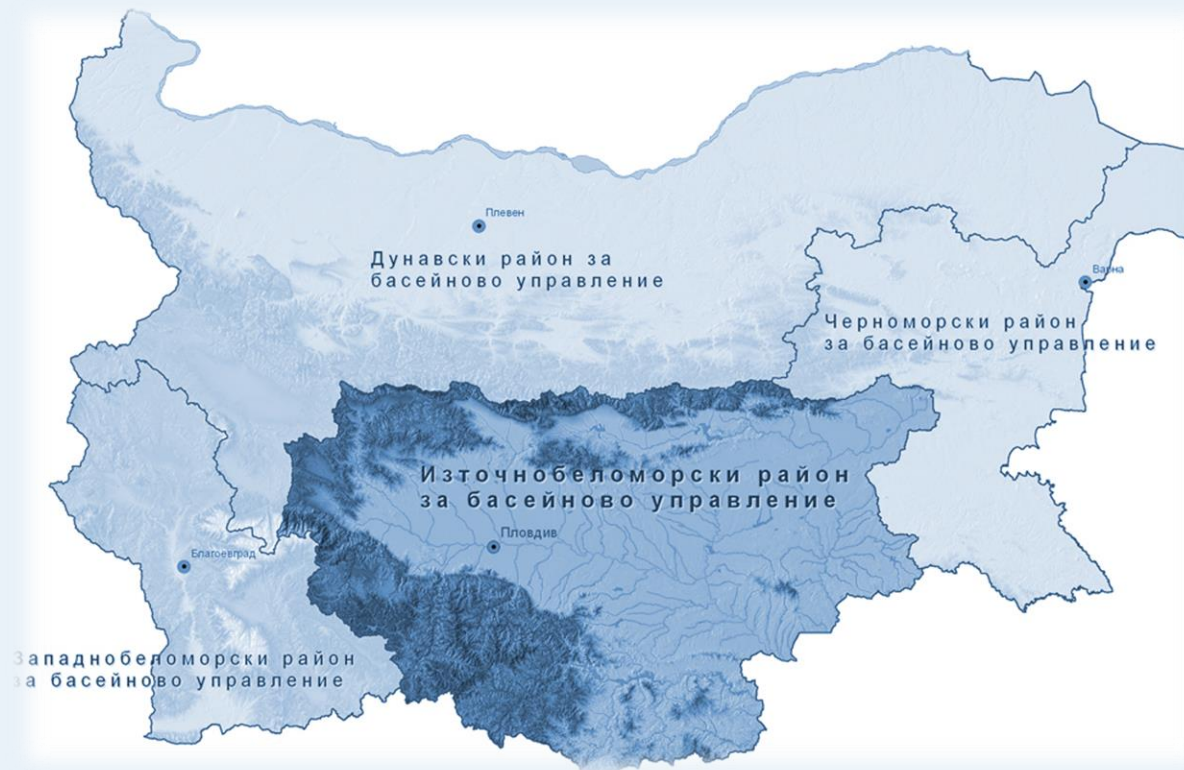 Плевен
Дунавски район за
басейново управление
Варна
Черноморски район
за басейново управление
Източнобеломорски район
за басейново управление
Пловдив
Благоевград
Западнобеломорски район
за басейново управление